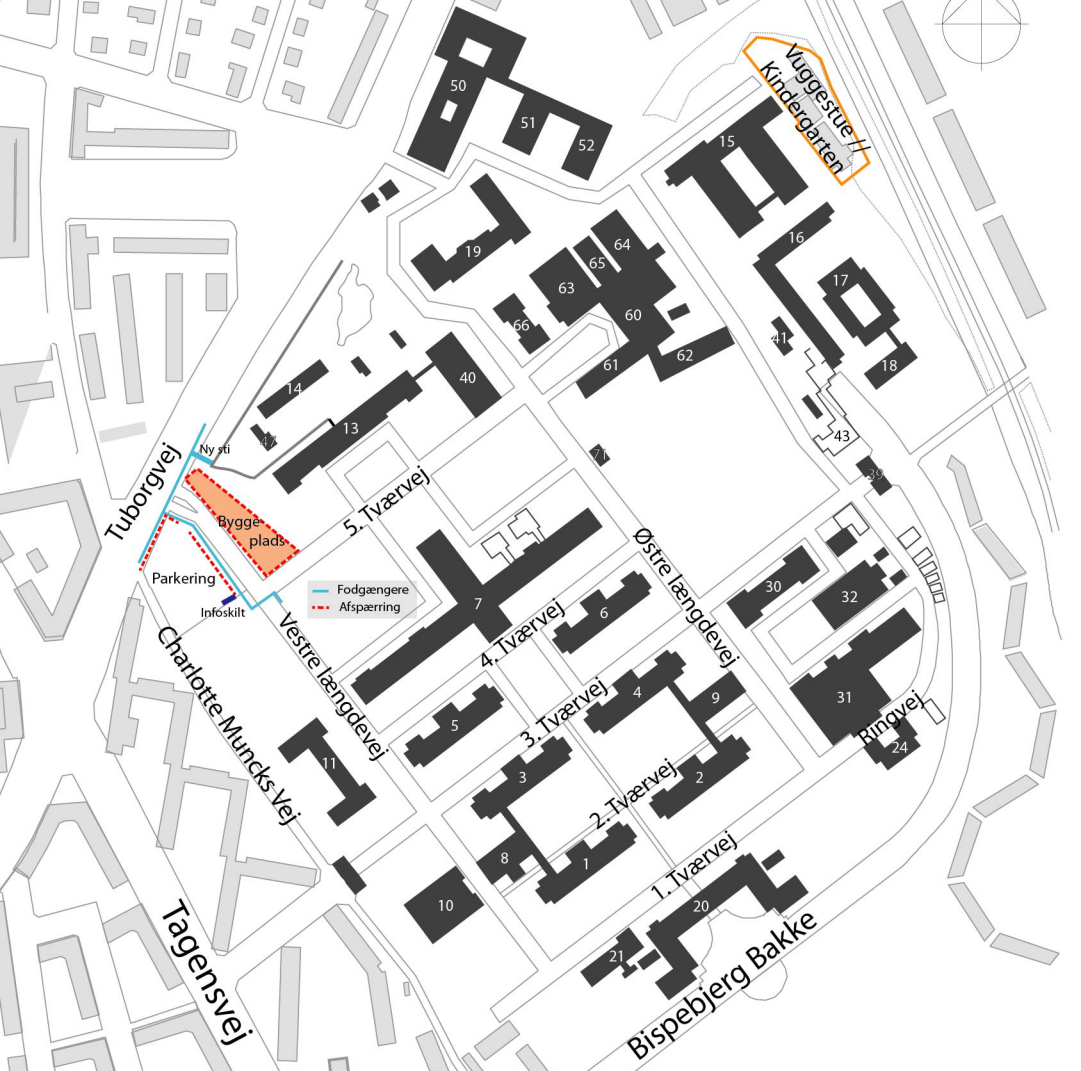 50
51
52
Vuggestue //
Kindergarten
15
19
64
65
63
16
17
60
66
41
62
61
18
40
14
13
47
43
71
39
Ny sti
Tuborgvej
5. Tværvej
Bygge-
plads
Parkering
Infoskilt
Fodgængere
Afspærring
Østre længdevej
30
32
7
6
4. Tværvej
Vestre længdevej
Charlotte Muncks Vej
4
9
31
5
3. Tværvej
Ringvej
24
11
3
2
2. Tværvej
8
1
1. Tværvej
10
20
21
Tagensvej
Bispebjerg Bakke